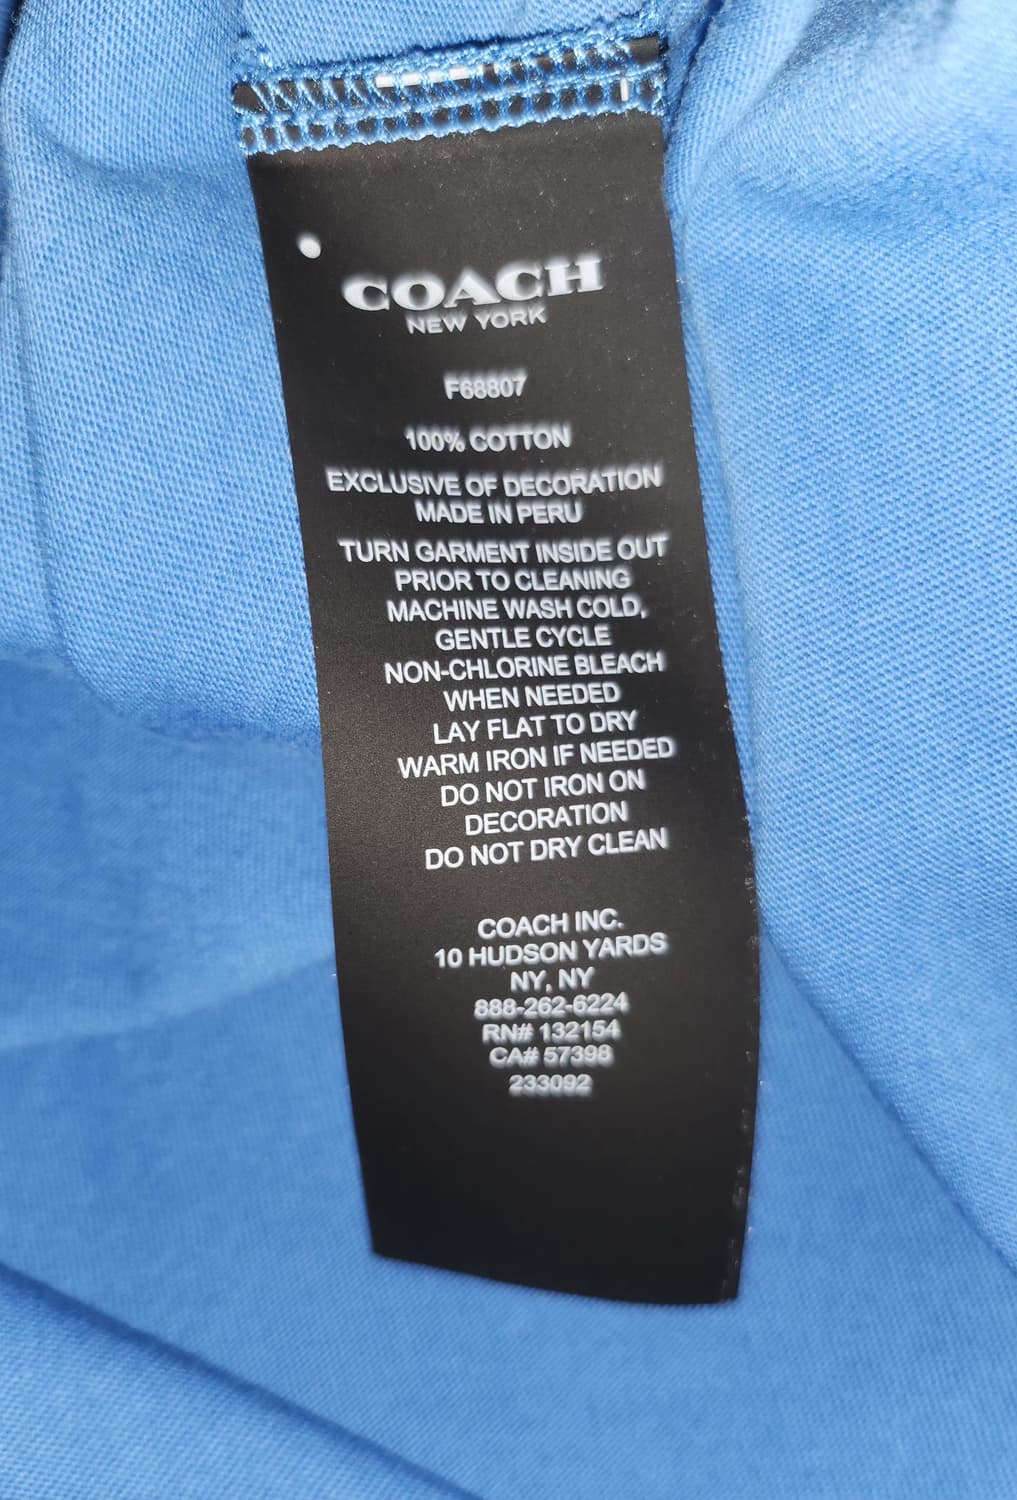 COACH
NEW YORK
F68807
100% COTTON
EXCLUSIVE OF DECORATION
MADE IN PERU
TURN GARMENT INSIDE OUT
PRIOR TO CLEANING
MACHINE WASH COLD,
GENTLE CYCLE
NON-CHLORINE BLEACH
WHEN NEEDED
LAY FLAT TO DRY
WARM IRON IF NEEDED
DO NOT IRON ON
DECORATION
DO NOT DRY CLEAN
COACH INC.
10 HUDSON YARDS
NY, NY
888-262-6224
RN# 132154
CA# 57398
233092